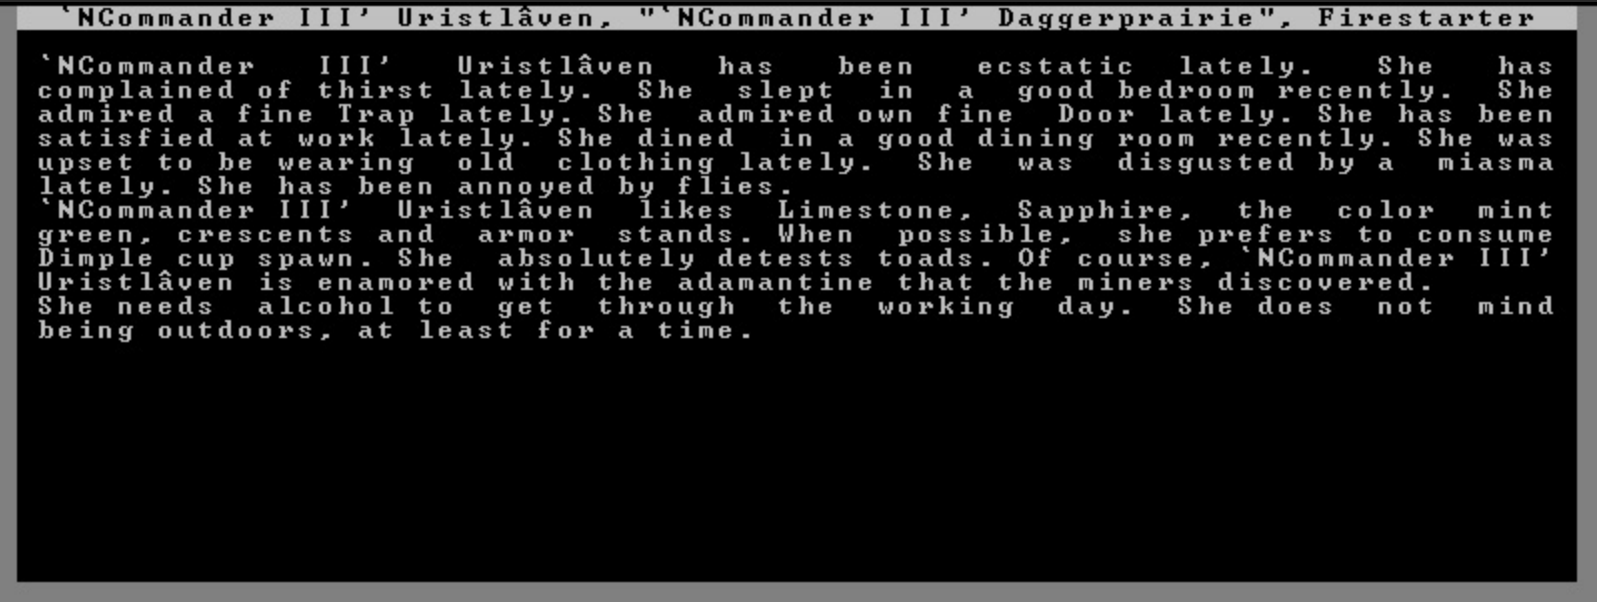 `NCommander III' Uristlâven, "`NCommander III' Daggerprairie", Firestarter
`NCommander III' Uristlâven has been ecstatic lately. She has
complained of thirst lately. She slept in a good bedroom recently. She
admired a fine Trap lately. She admired own fine Door lately. She has been
satisfied at work lately. She dined in a good dining room recently. She was
upset to be wearing old clothing lately. She was disgusted by a miasma
lately. She has been annoyed by flies.
`NCommander III' Uristlâven likes Limestone, Sapphire, the color mint
green, crescents and armor stands. When possible, she prefers to consume
Dimple cup spawn. She absolutely detests toads. Of course, `NCommander III'
Uristlâven is enamored with the adamantine that the miners discovered.
She needs alcohol to get through the working day. She does not mind
being outdoors, at least for a time.